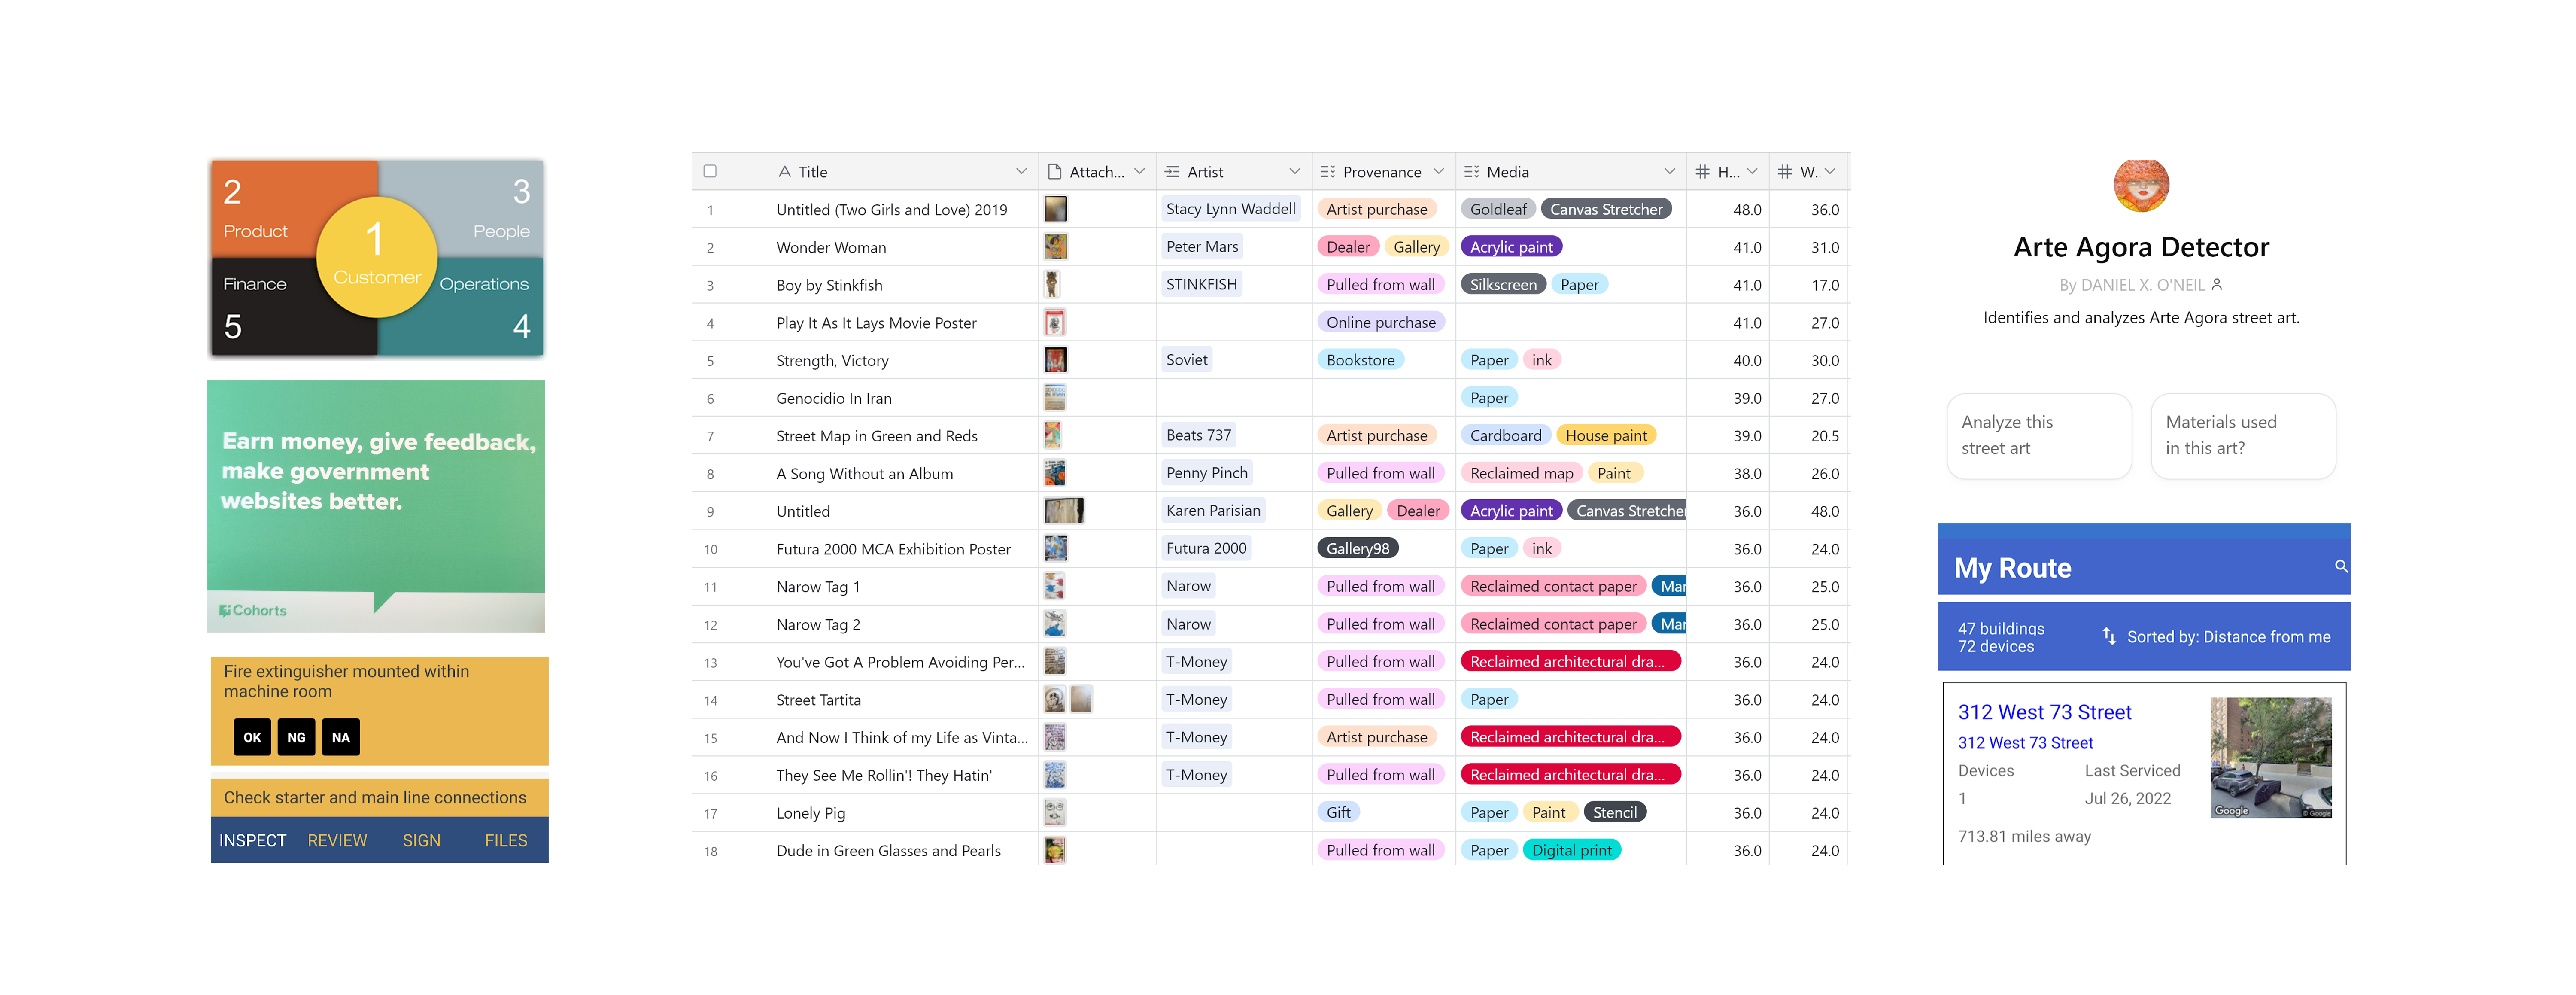 2
3
Product
People
1
Customer
Finance
Operations
5
4
Earn money, give feedback,
make government
websites better.
Cohorts
Fire extinguisher mounted within
machine room
OK NG NA
Check starter and main line connections
INSPECT REVIEW SIGN FILES
Title Attach... Artist Provenance Media H... W..
1 Untitled (Two Girls and Love) 2019 Stacy Lynn Waddell Artist purchase Goldleaf Canvas Stretcher 48.0 36.0
2 Wonder Woman Peter Mars Dealer Gallery Acrylic paint 41.0 31.0
3 Boy by Stinkfish STINKFISH Pulled from wall Silkscreen Paper 41.0 17.0
4 Play It As It Lays Movie Poster Online purchase 41.0 27.0
5 Strength, Victory Soviet Bookstore Paper ink 40.0 30.0
6 Genocidio In Iran Paper 39.0 27.0
7 Street Map in Green and Reds Beats 737 Artist purchase Cardboard House paint 39.0 20.5
8 A Song Without an Album Penny Pinch Pulled from wall Reclaimed map Paint 38.0 26.0
9 Untitled Karen Parisian Gallery Dealer Acrylic paint Canvas Stretcher 36.0 48.0
10 Futura 2000 MCA Exhibition Poster Futura 2000 Gallery98 Paper ink 36.0 24.0
11 Narow Tag 1 Narow Pulled from wall Reclaimed contact paper Mar 36.0 25.0
12 Narow Tag 2 Narow Pulled from wall Reclaimed contact paper Mar 36.0 25.0
13 You've Got A Problem Avoiding Per... T-Money Pulled from wall Reclaimed architectural dra... 36.0 24.0
14 Street Tartita T-Money Pulled from wall Paper 36.0 24.0
15 And Now I Think of my Life as Vinta... T-Money Artist purchase Reclaimed architectural dra... 36.0 24.0
16 They See Me Rollin'! They Hatin' T-Money Pulled from wall Reclaimed architectural dra... 36.0 24.0
17 Lonely Pig Gift Paper Paint Stencil 36.0 24.0
18 Dude in Green Glasses and Pearls Pulled from wall Paper Digital print 36.0 24.0
Arte Agora Detector
By DANIEL X. O'NEIL
Identifies and analyzes Arte Agora street art.
Analyze this
street art
Materials used
in this art?
My Route
47 buildings
72 devices
Sorted by: Distance from me
312 West 73 Street
312 West 73 Street
Devices Last Serviced
1 Jul 26, 2022
713.81 miles away
Google
© Google